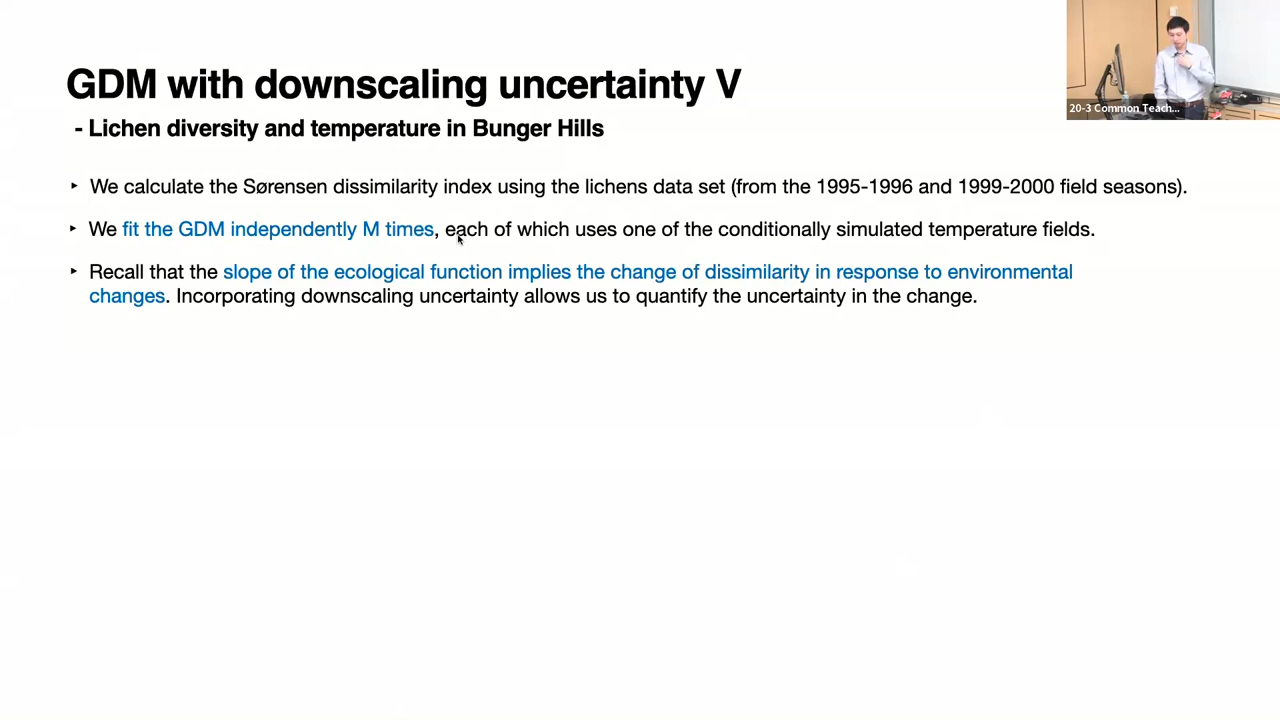 GDM with downscaling uncertainty V
- Lichen diversity and temperature in Bunger Hills
20-3 Common Teach...
‣ We calculate the Sørensen dissimilarity index using the lichens data set (from the 1995-1996 and 1999-2000 field seasons).
‣ We fit the GDM independently M times, each of which uses one of the conditionally simulated temperature fields.
‣ Recall that the slope of the ecological function implies the change of dissimilarity in response to environmental
changes. Incorporating downscaling uncertainty allows us to quantify the uncertainty in the change.